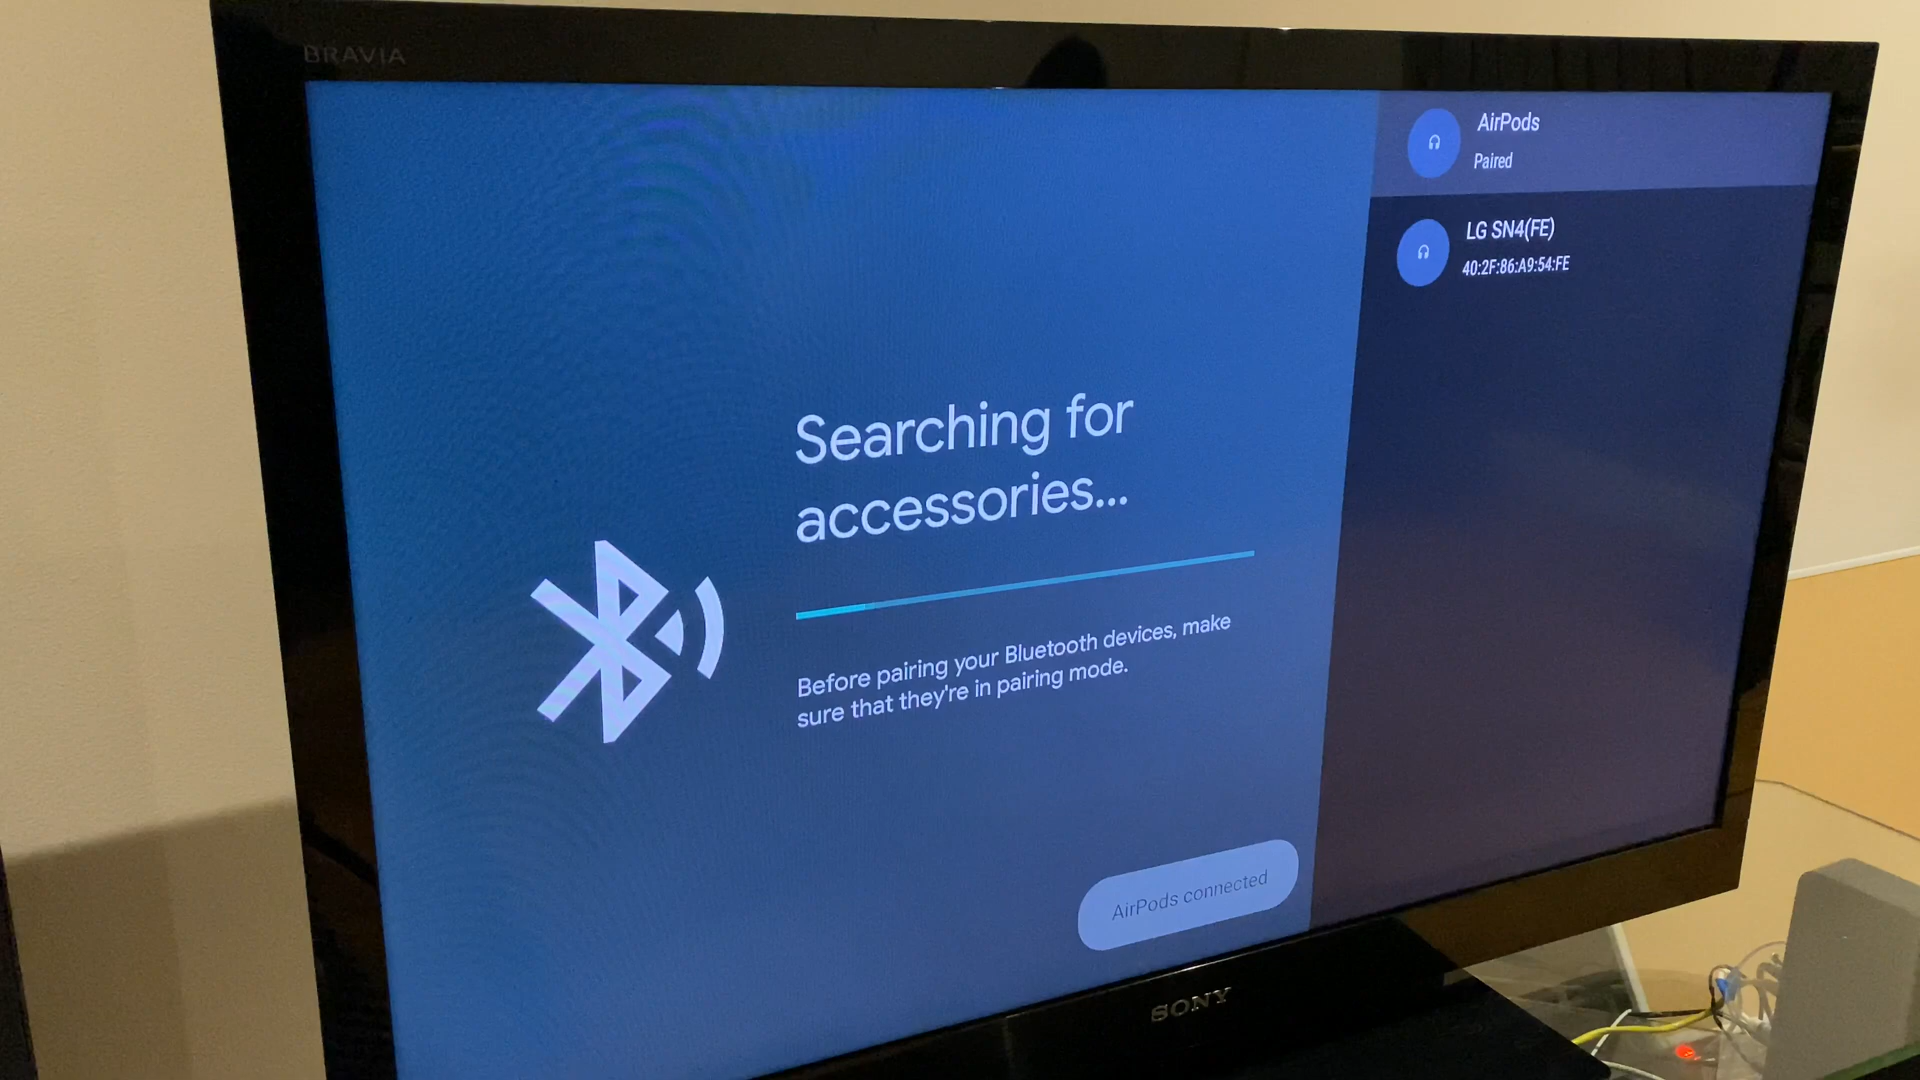 BRAVIA
AirPods
Paired
LG SN4(FE)
40:2F:86:A9:54:FE
Searching for
accessories...
Before pairing your Bluetooth devices, make
sure that they're in pairing mode.
AirPods connected
SONY